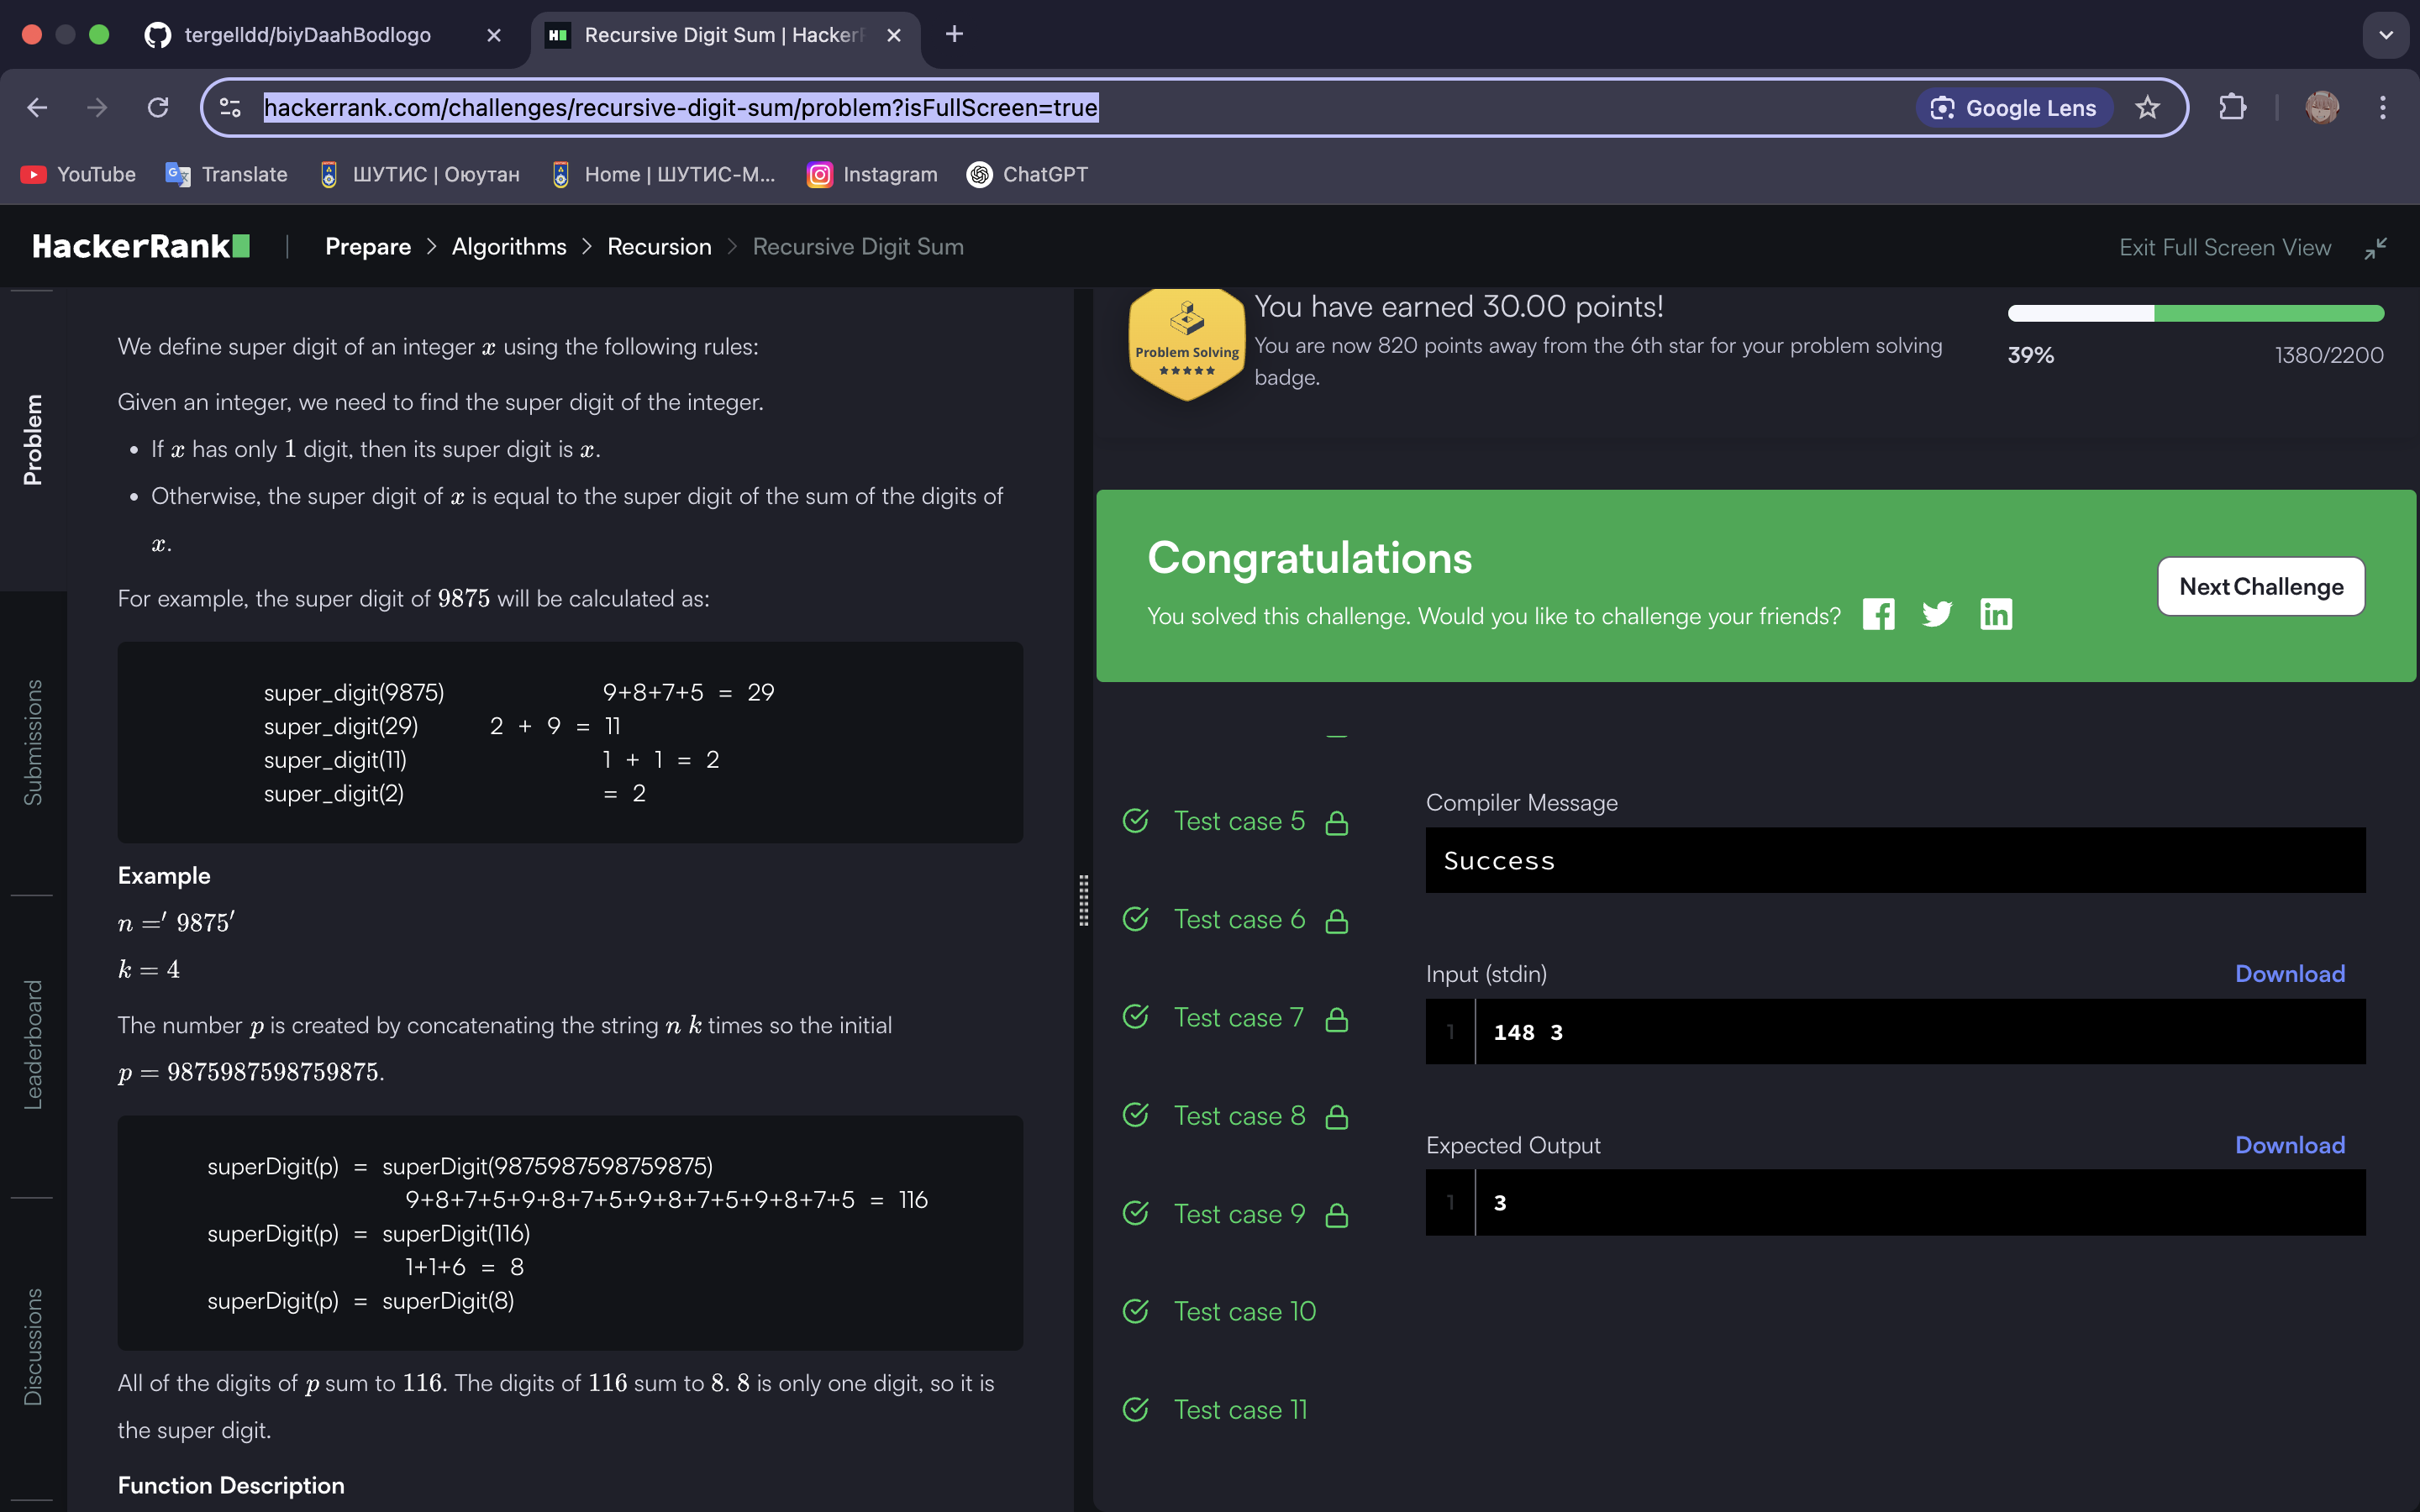 tergelldd/biyDaahBodlogo
Recursive Digit Sum | Hacker
hackerrank.com/challenges/recursive-digit-sum/problem?isFullScreen=true
Google Lens
YouTube
Translate
ШУТИС | Оюутан
Home | ШУТИС-М...
Instagram
ChatGPT
HackerRank
Prepare > Algorithms > Recursion > Recursive Digit Sum
Exit Full Screen View
Problem
Submissions
Leaderboard
Discussions
We define super digit of an integer x using the following rules:
Given an integer, we need to find the super digit of the integer.
• If x has only 1 digit, then its super digit is x.
• Otherwise, the super digit of x is equal to the super digit of the sum of the digits of
x.
For example, the super digit of 9875 will be calculated as:
super_digit(9875) 9+8+7+5 = 29
super_digit(29) 2 + 9 = 11
super_digit(11) 1 + 1 = 2
super_digit(2) = 2
Example
n =' 9875'
k = 4
The number p is created by concatenating the string n k times so the initial
p = 9875987598759875.
superDigit(p) = superDigit(9875987598759875)
9+8+7+5+9+8+7+5+9+8+7+5+9+8+7+5 = 116
superDigit(p) = superDigit(116)
1+1+6 = 8
superDigit(p) = superDigit(8)
All of the digits of p sum to 116. The digits of 116 sum to 8. 8 is only one digit, so it is
the super digit.
Function Description
Problem Solving
You have earned 30.00 points!
You are now 820 points away from the 6th star for your problem solving
badge.
39%
1380/2200
Congratulations
You solved this challenge. Would you like to challenge your friends?
Next Challenge
Test case 5
Test case 6
Test case 7
Test case 8
Test case 9
Test case 10
Test case 11
Compiler Message
Success
Input (stdin)
Download
1 148 3
Expected Output
Download
1 3